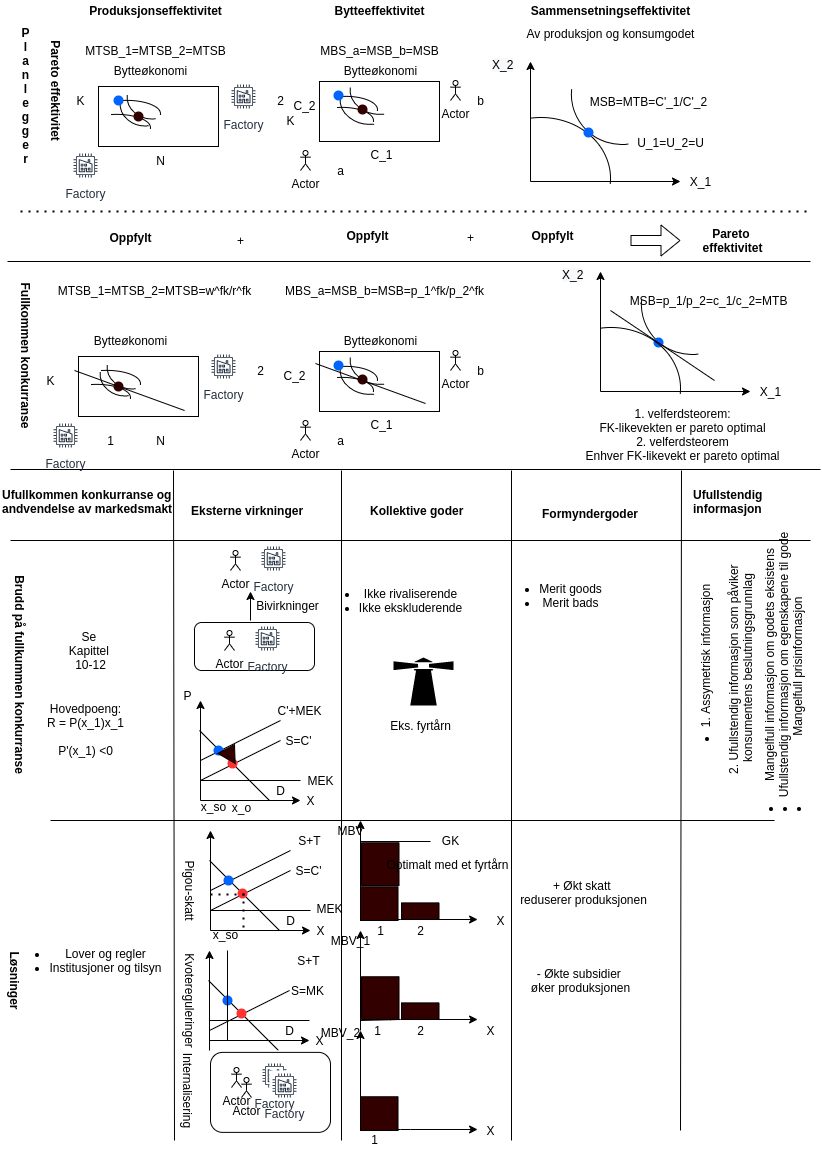 Produksjonseffektivitet
Bytteeffektivitet
Sammensetningseffektivitet
Planlegger
Pareto effektivitet
MTSB_1=MTSB_2=MTSB
Bytteøkonomi
K
N
Factory
Factory
2
K
MBS_a=MSB_b=MSB
Bytteøkonomi
C_2
C_1
Actor
b
Actor
a
Av produksjon og konsumgodet
X_2
MSB=MTB=C'_1/C'_2
U_1=U_2=U
X_1
Oppfylt
+
Oppfylt
+
Oppfylt
Pareto
effektivitet
Fullkommen konkurranse
MTSB_1=MTSB_2=MTSB=w^fk/r^fk
Bytteøkonomi
K
Factory
2
Factory
1
N
MBS_a=MSB_b=MSB=p_1^fk/p_2^fk
Bytteøkonomi
C_2
C_1
Actor
b
Actor
a
X_2
MSB=p_1/p_2=c_1/c_2=MTB
X_1
1. velferdsteorem:
FK-likevekten er pareto optimal
2. velferdsteorem
Enhver FK-likevekt er pareto optimal
Ufullkommen konkurranse og
andvendelse av markedsmakt
Eksterne virkninger
Kollektive goder
Formyndergoder
Ufullstendig
informasjon
Brudd på fullkummen konkurranse
Se
Kapittel
10-12
Hovedpoeng:
R = P(x_1)x_1
P'(x_1) <0
Actor
Factory
Bivirkninger
Actor
Factory
P
C'+MEK
S=C'
MEK
D
X
x_so
x_o
• Ikke rivaliserende
• Ikke ekskluderende
Eks. fyrtårn
• Merit goods
• Merit bads
• 1. Assymetrisk informasjon
2. Ufullstendig informasjon som påviker
konsumentens beslutningsgrunnlag
• Mangelfull informasjon om godets eksistens
• Ufullstendig informasjon om egenskapene til gode
• Mangelfull prisinformasjon
Løsninger
• Lover og regler
• Institusjoner og tilsyn
Pigou-skatt
S+T
S=C'
MEK
D
X
x_so
Kvotereguleringer
S+T
S=MK
D
X
Internalisering
Actor
Actor
Factory
Factory
MBV
GK
Optimalt med et fyrtårn
1
2
X
MBV_1
1
2
X
MBV_2
1
X
+ Økt skatt
reduserer produksjonen
- Økte subsidier
øker produksjonen